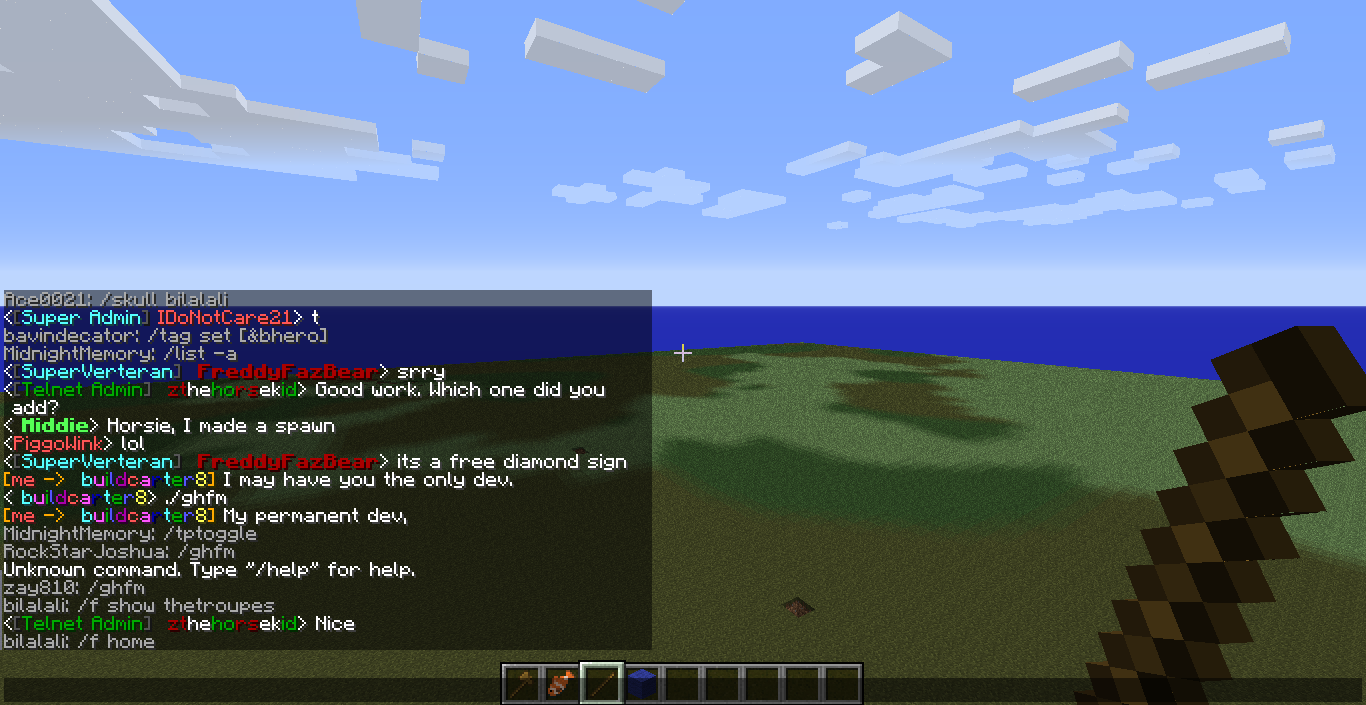 Ace0021: /skull bilalali
<[Super Admin] IDoNotCare21> t
bavindecator: /tag set [&bhero]
MidnightMemory: /list -a
<[SuperVerteran] FreddyFazBear> srry
<[Telnet Admin] zthehorsekid> Good work. Which one did you
add?
< Middie> Horsie, I made a spawn
<PiggoWink> lol
<[SuperVerteran] FreddyFazBear> its a free diamond sign
[me -> buildcarter8] I may have you the only dev.
< buildcarter8> ./ghfm
[me -> buildcarter8] My permanent dev,
MidnightMemory: /tptoggle
RockStarJoshua: /ghfm
Unknown command. Type "/help" for help.
zay810: /ghfm
bilalali: /f show thetroupes
<[Telnet Admin] zthehorsekid> Nice
bilalali: /f home